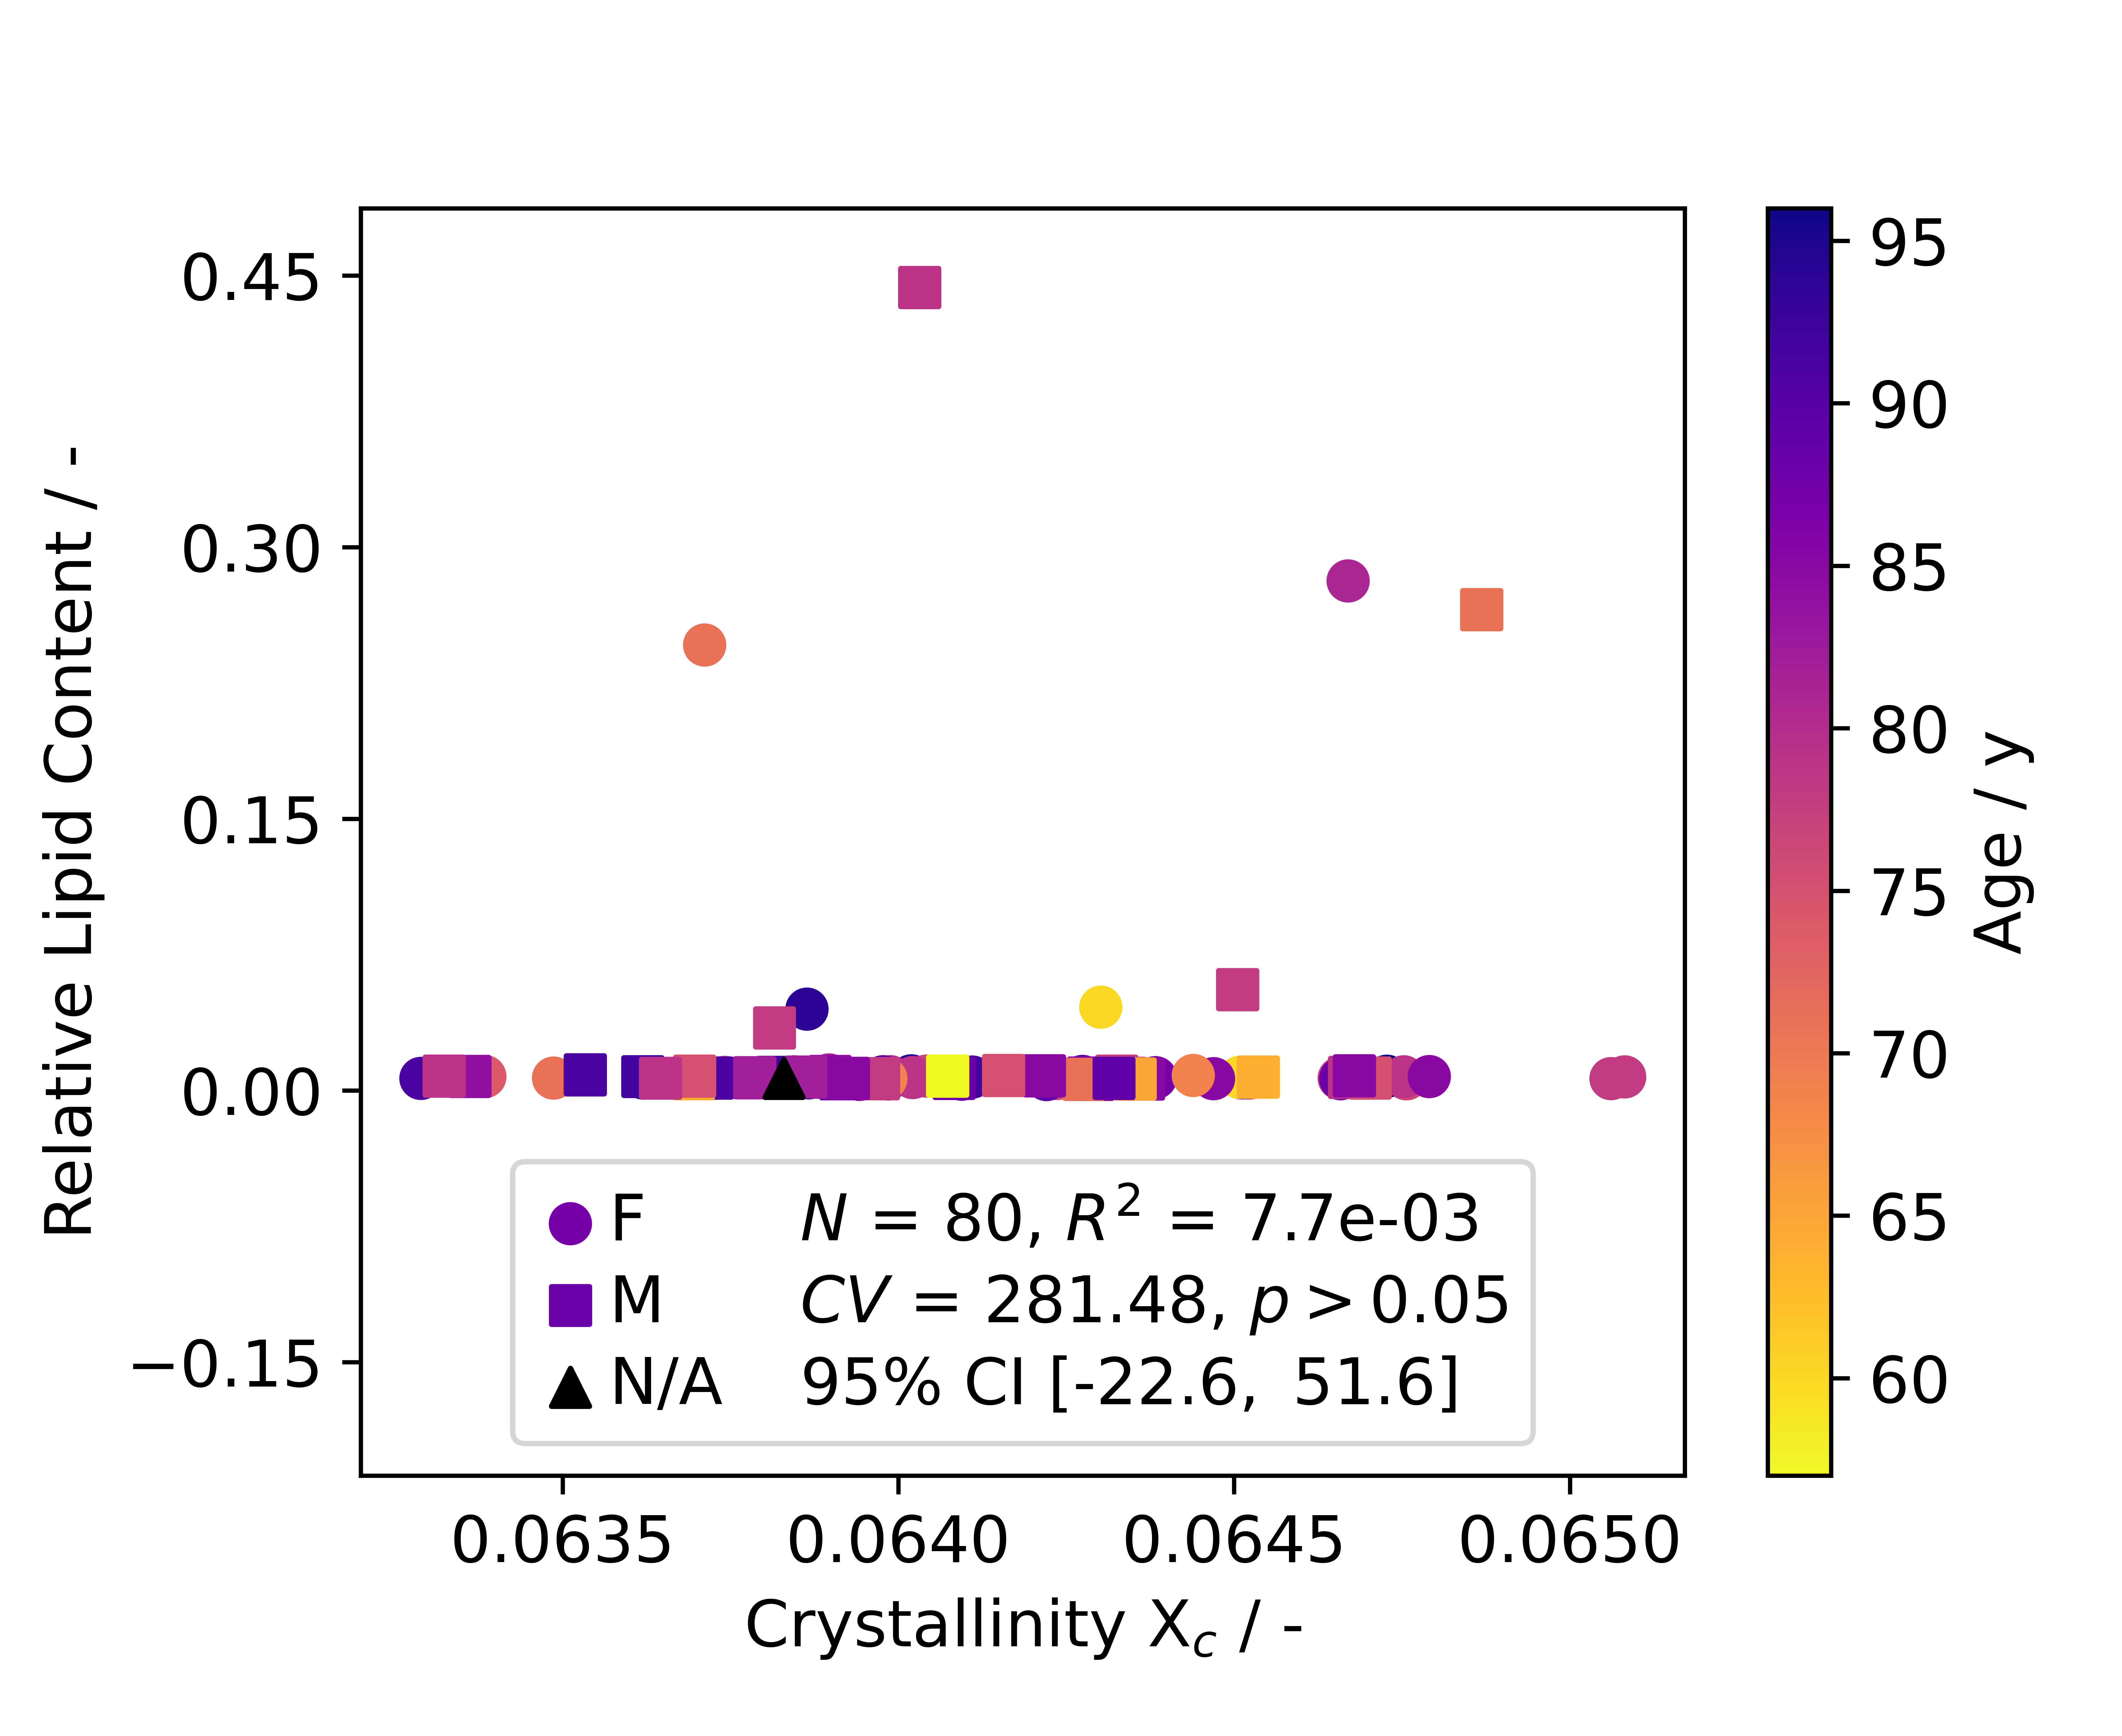 0.45
0.30
0.15
0.00
−0.15
Relative Lipid Content / -
F N = 80, R² = 7.7e-03
M CV = 281.48, p > 0.05
N/A 95% CI [-22.6, 51.6]
0.0635 0.0640 0.0645 0.0650
Crystallinity X_c / -
95
90
85
80
75
70
65
60
Age / y